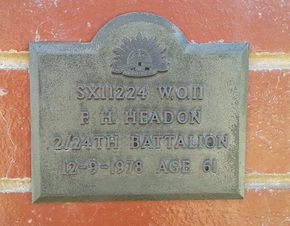 SX11224 WOII
F. H. HEADON
2/24TH BATTALION
12-9-1978 AGE 61